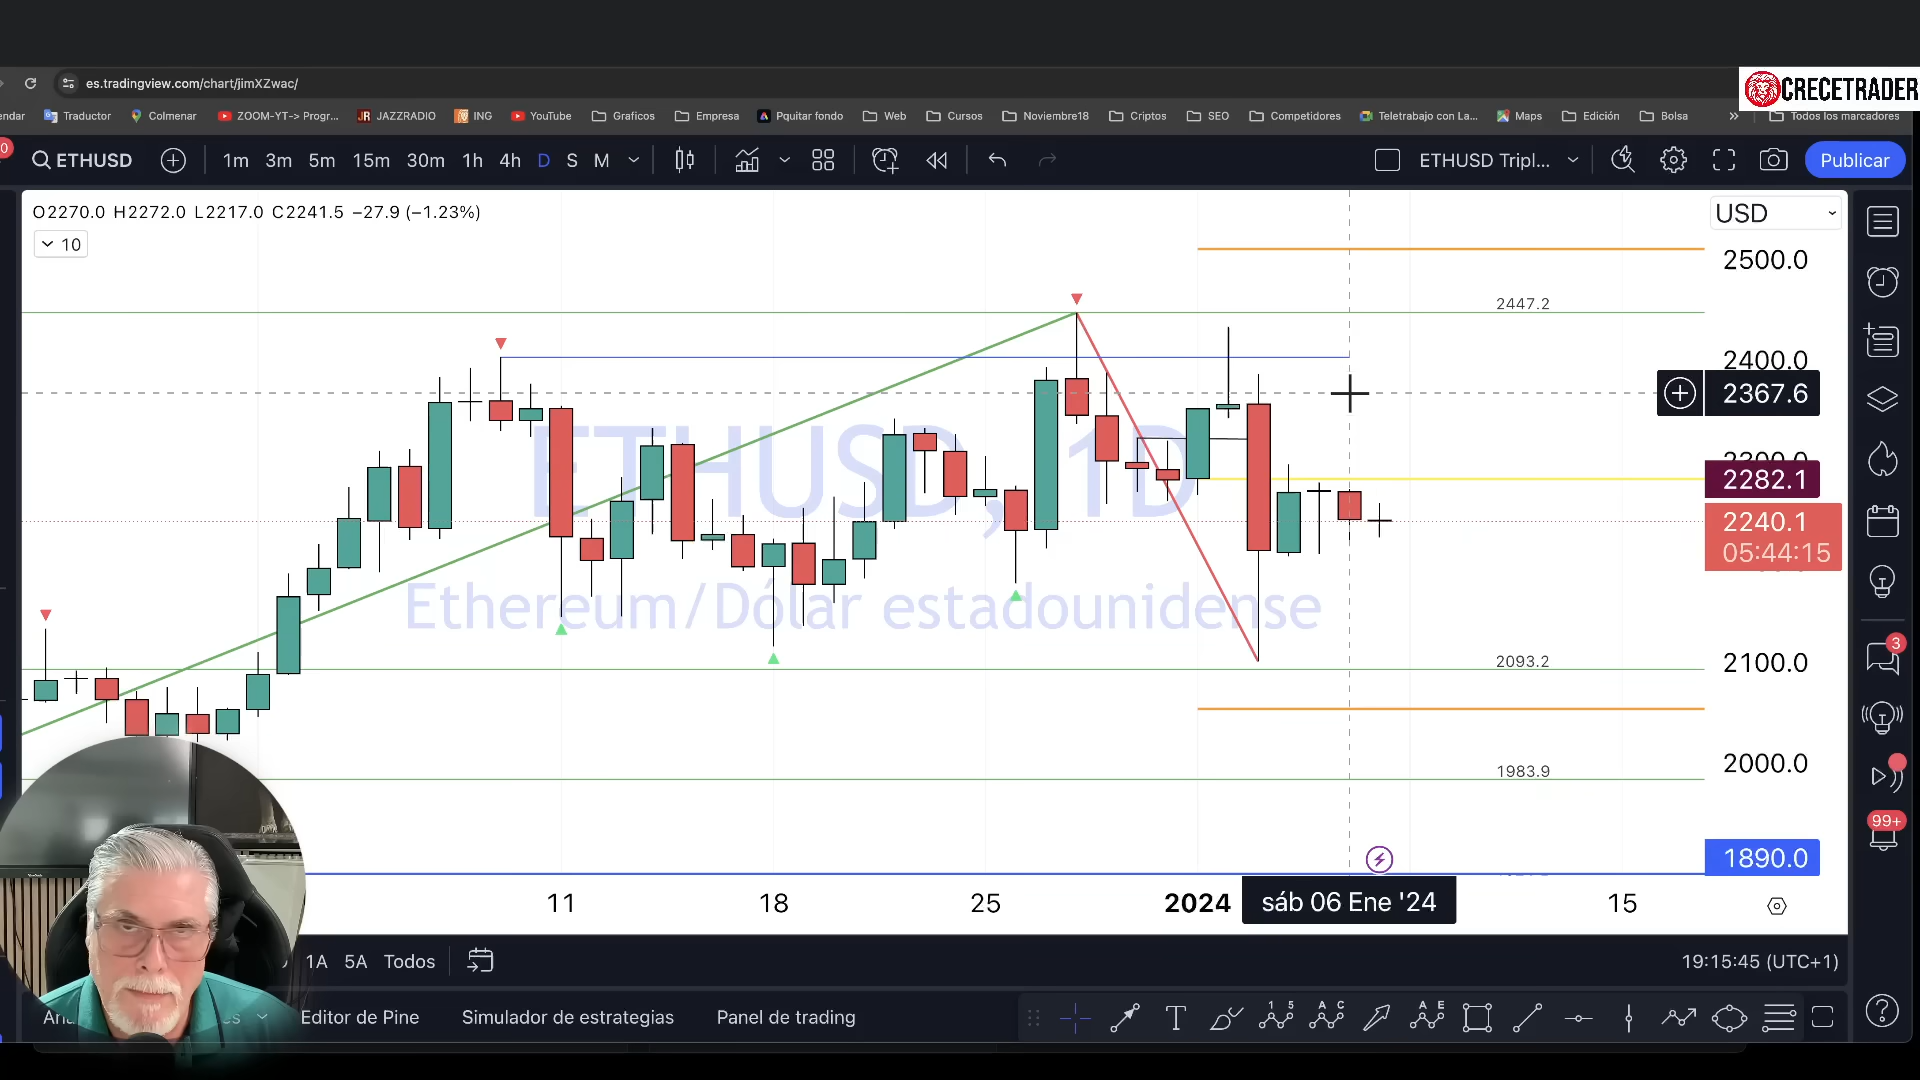 es.tradingview.com/chart/jimXZwac/
CRECETRADER
endar Traductor Colmenar ZOOM-YT-> Progr... JAZZRADIO ING YouTube Graficos Empresa Pquitar fondo Web Cursos Noviembre18 Criptos SEO Competidores Teletrabajo con La... Maps Edición Bolsa » Todos los marcadores
ETHUSD 1m 3m 5m 15m 30m 1h 4h D S M ETHUSD Tripl... Publicar
O2270.0 H2272.0 L2217.0 C2241.5 −27.9 (−1.23%)
USD
10
2500.0
2447.2
2400.0
2367.6
2300.0
2282.1
ETHUSD, 1D
2240.1
05:44:15
Ethereum/Dólar estadounidense
2093.2
2100.0
2000.0
1983.9
1890.0
11 18 25 2024 sáb 06 Ene '24 15
3
99+
1A 5A Todos
19:15:45 (UTC+1)
Editor de Pine Simulador de estrategias Panel de trading